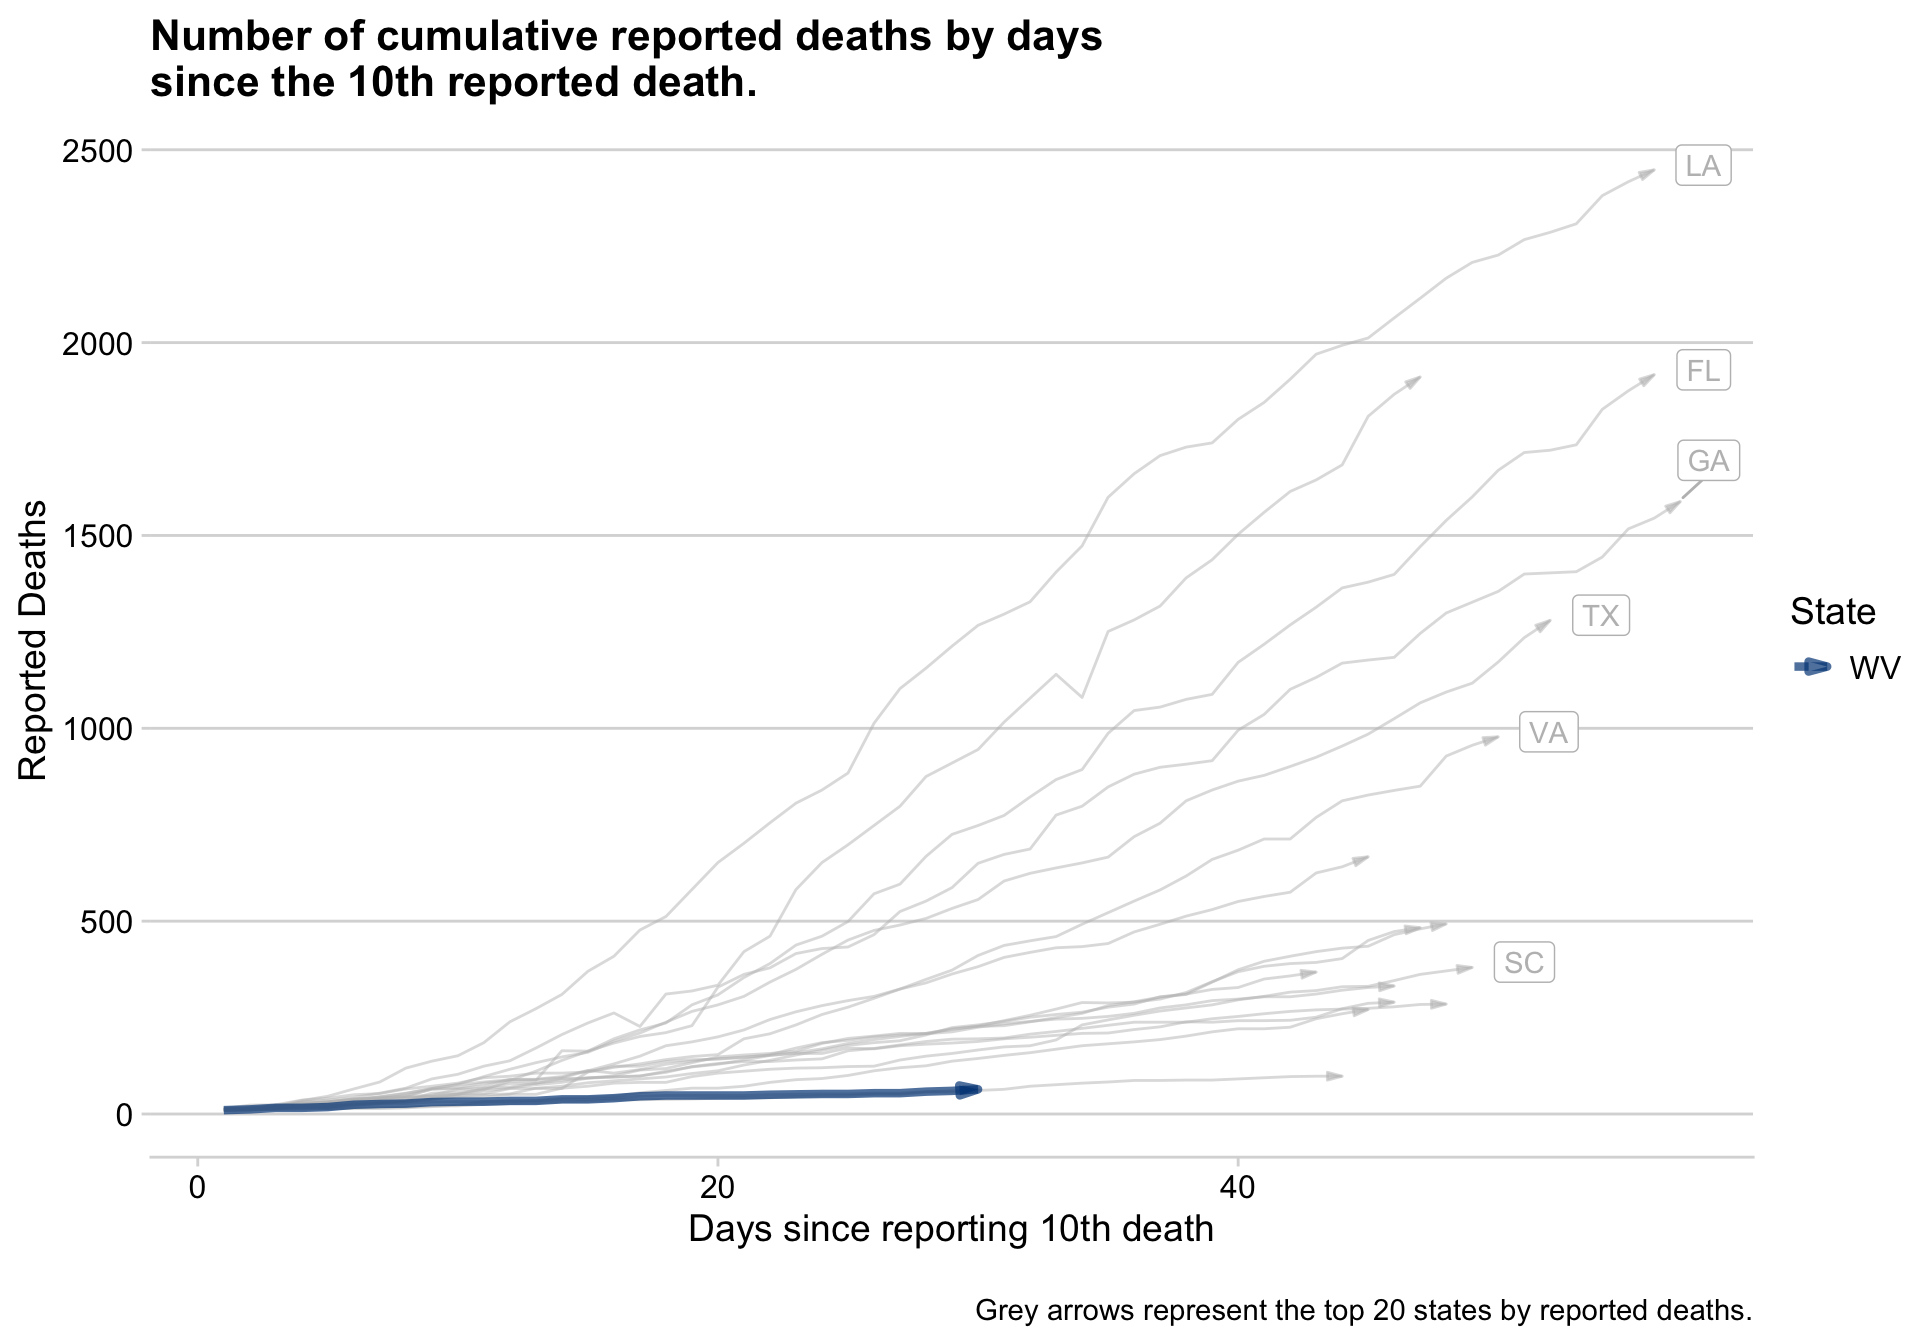 Number of cumulative reported deaths by days
since the 10th reported death.
2500
2000
1500
1000
500
0
Reported Deaths
LA
FL
GA
TX
VA
SC
State
WV
0 20 40
Days since reporting 10th death
Grey arrows represent the top 20 states by reported deaths.